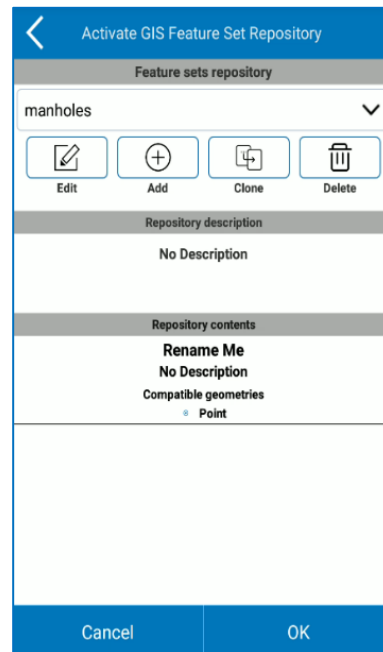 Activate GIS Feature Set Repository
Feature sets repository
manholes
Edit Add Clone Delete
Repository description
No Description
Repository contents
Rename Me
No Description
Compatible geometries
Point
Cancel OK